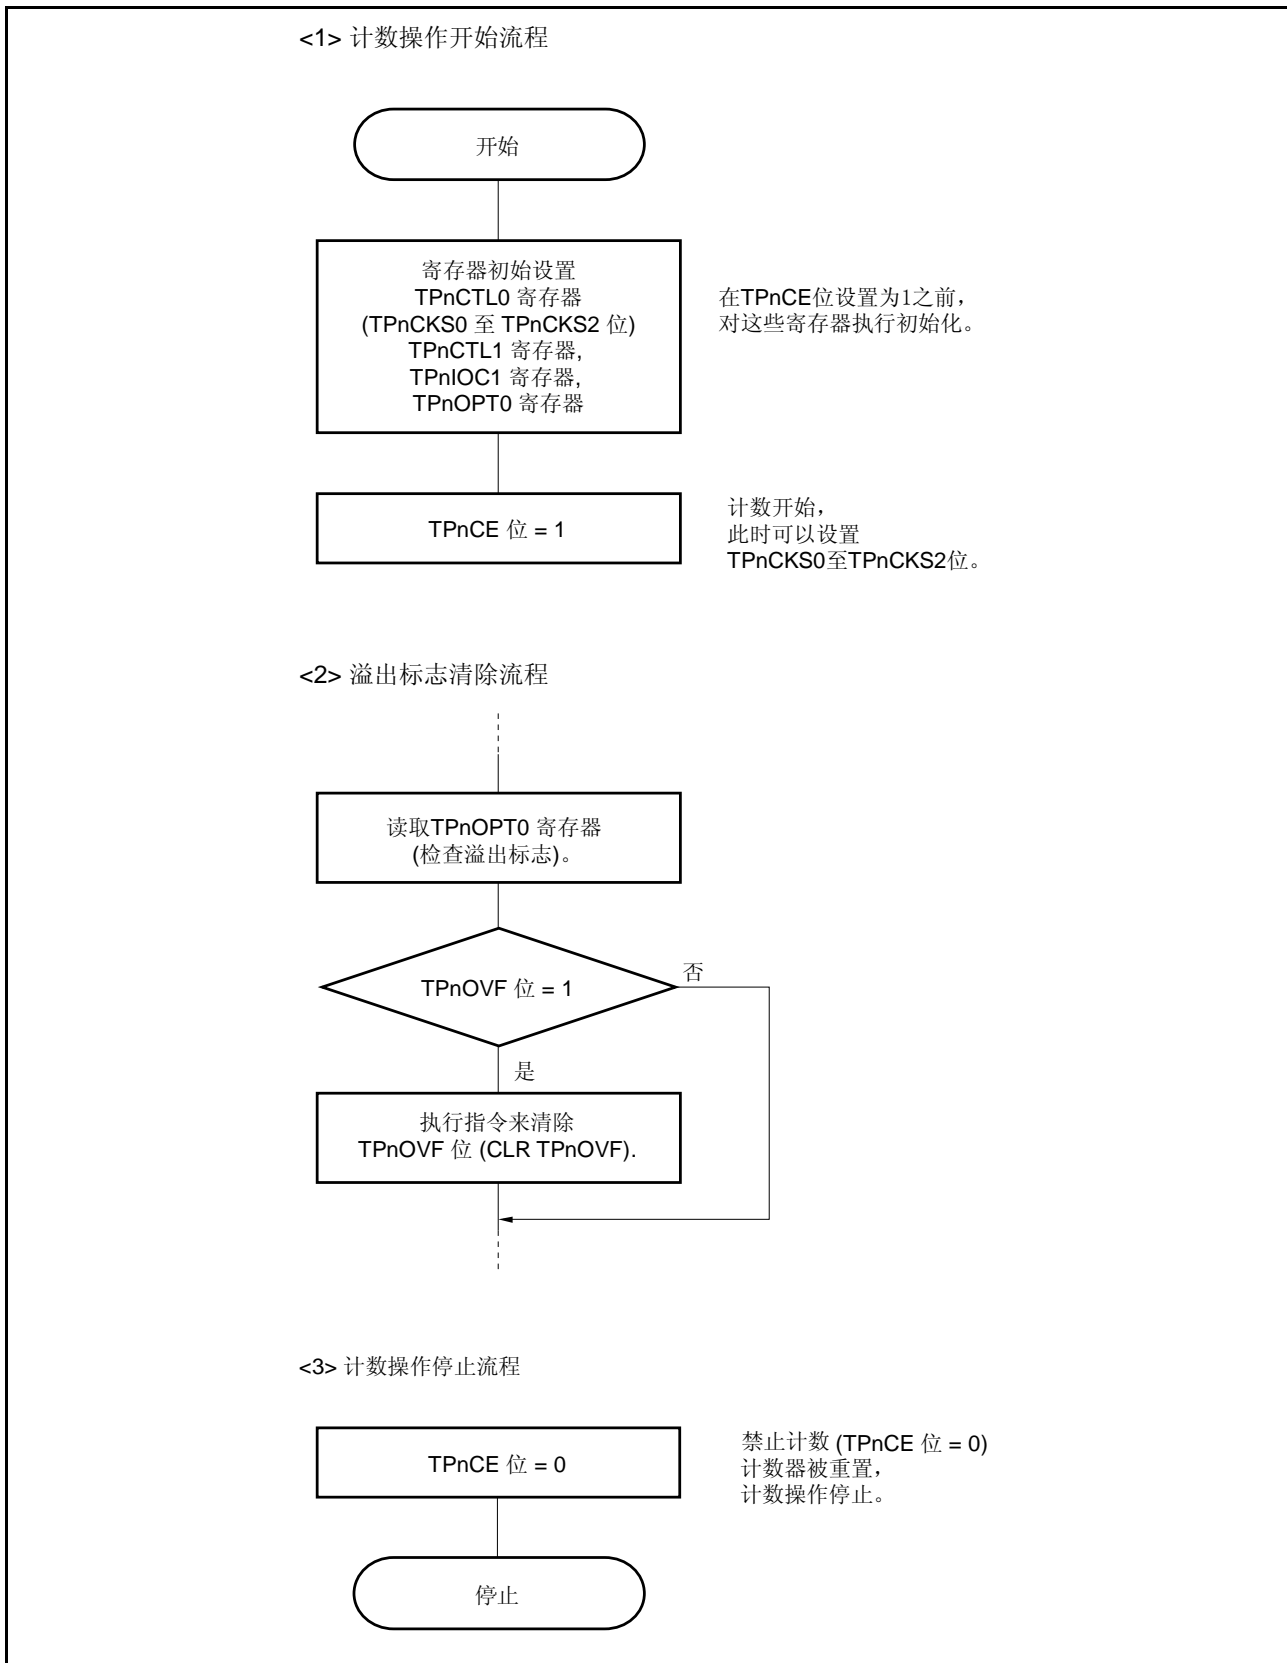 <1> 计数操作开始流程
开始
寄存器初始设置
TPnCTL0 寄存器
(TPnCKS0 至 TPnCKS2 位)
TPnCTL1 寄存器,
TPnIOC1 寄存器,
TPnOPT0 寄存器
在TPnCE位设置为1之前，
对这些寄存器执行初始化。
TPnCE 位 = 1
计数开始，
此时可以设置
TPnCKS0至TPnCKS2位。
<2> 溢出标志清除流程
读取TPnOPT0 寄存器
(检查溢出标志)。
TPnOVF 位 = 1
否
是
执行指令来清除
TPnOVF 位 (CLR TPnOVF).
<3> 计数操作停止流程
TPnCE 位 = 0
禁止计数 (TPnCE 位 = 0)
计数器被重置，
计数操作停止。
停止